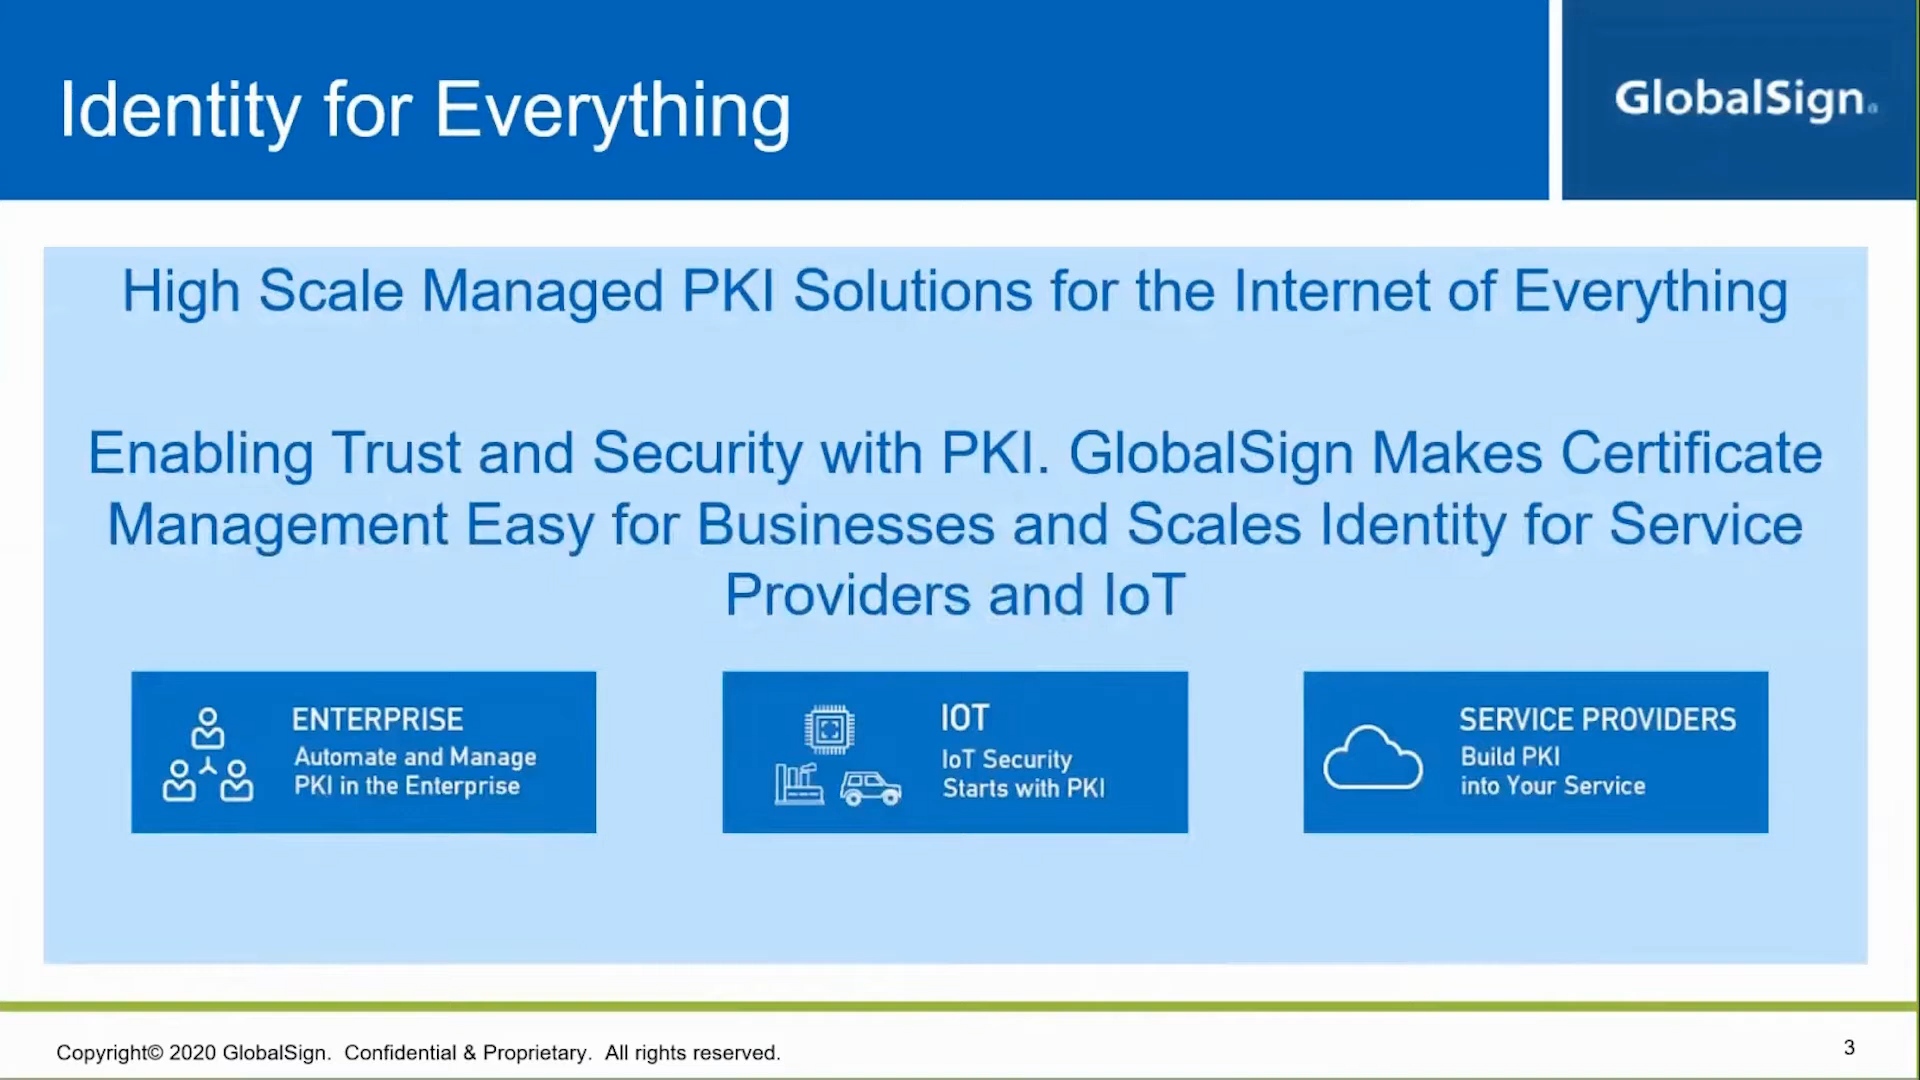 Identity for Everything
GlobalSign.
High Scale Managed PKI Solutions for the Internet of Everything
Enabling Trust and Security with PKI. GlobalSign Makes Certificate
Management Easy for Businesses and Scales Identity for Service
Providers and IoT
ENTERPRISE
Automate and Manage
PKI in the Enterprise
IOT
IoT Security
Starts with PKI
SERVICE PROVIDERS
Build PKI
into Your Service
Copyright© 2020 GlobalSign. Confidential & Proprietary. All rights reserved.
3